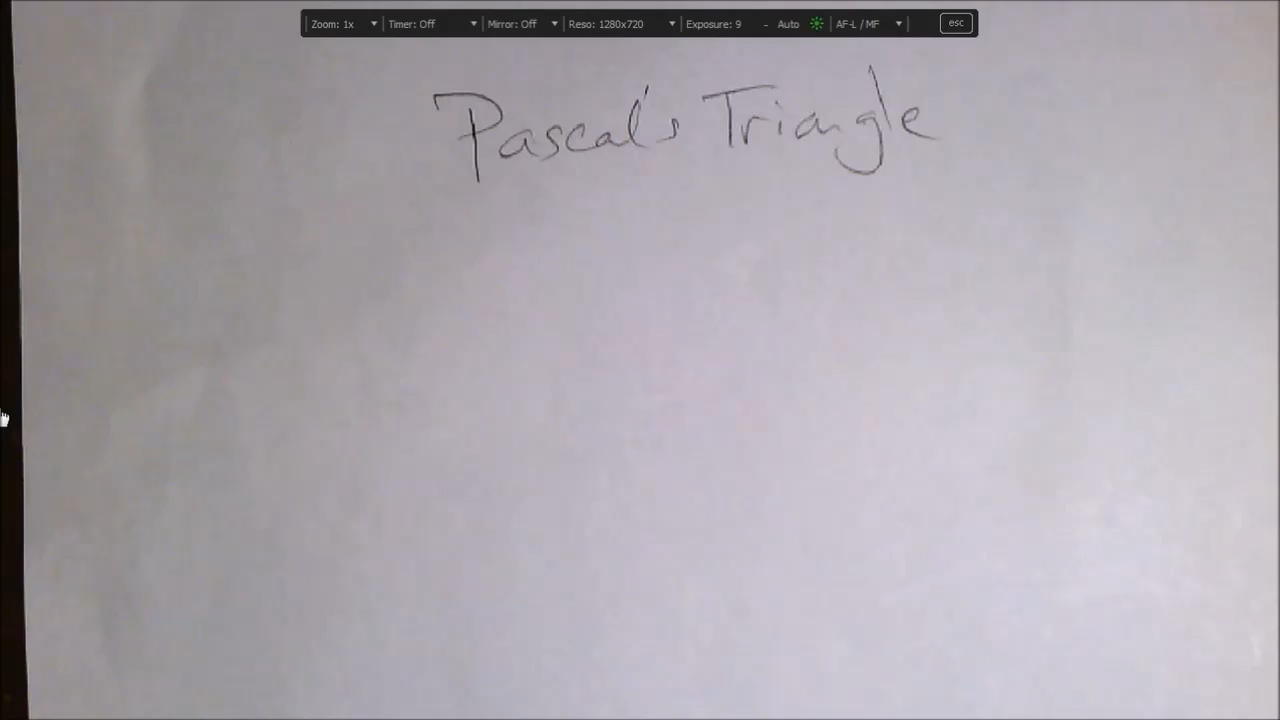 Zoom: 1x Timer: Off Mirror: Off Reso: 1280x720 Exposure: 9 - Auto AF-L / MF esc
Pascal's Triangle